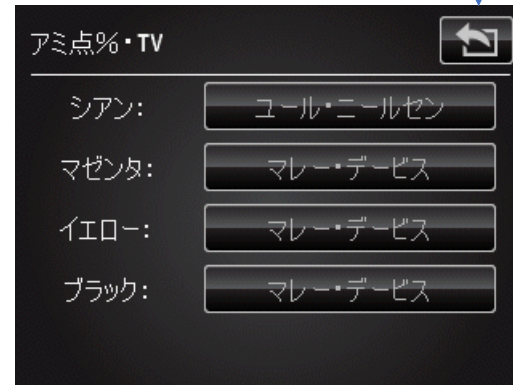 アミ点%・TV
シアン: ユール・ニールセン
マゼンタ: マレー・デービス
イエロー: マレー・デービス
ブラック: マレー・デービス